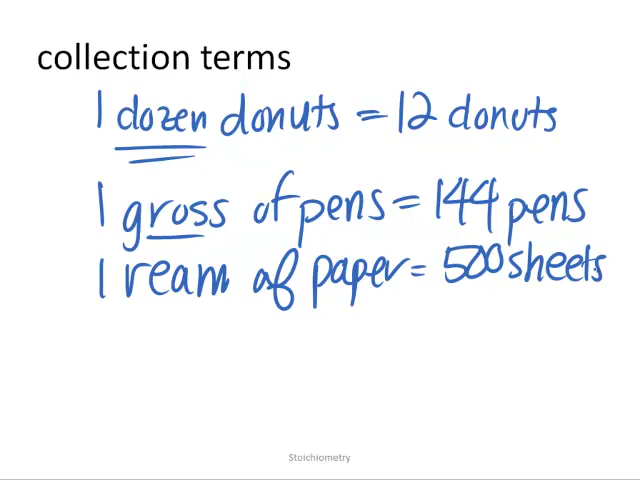 collection terms
1 dozen donuts = 12 donuts
1 gross of pens = 144 pens
1 ream of paper = 500 sheets
Stoichiometry